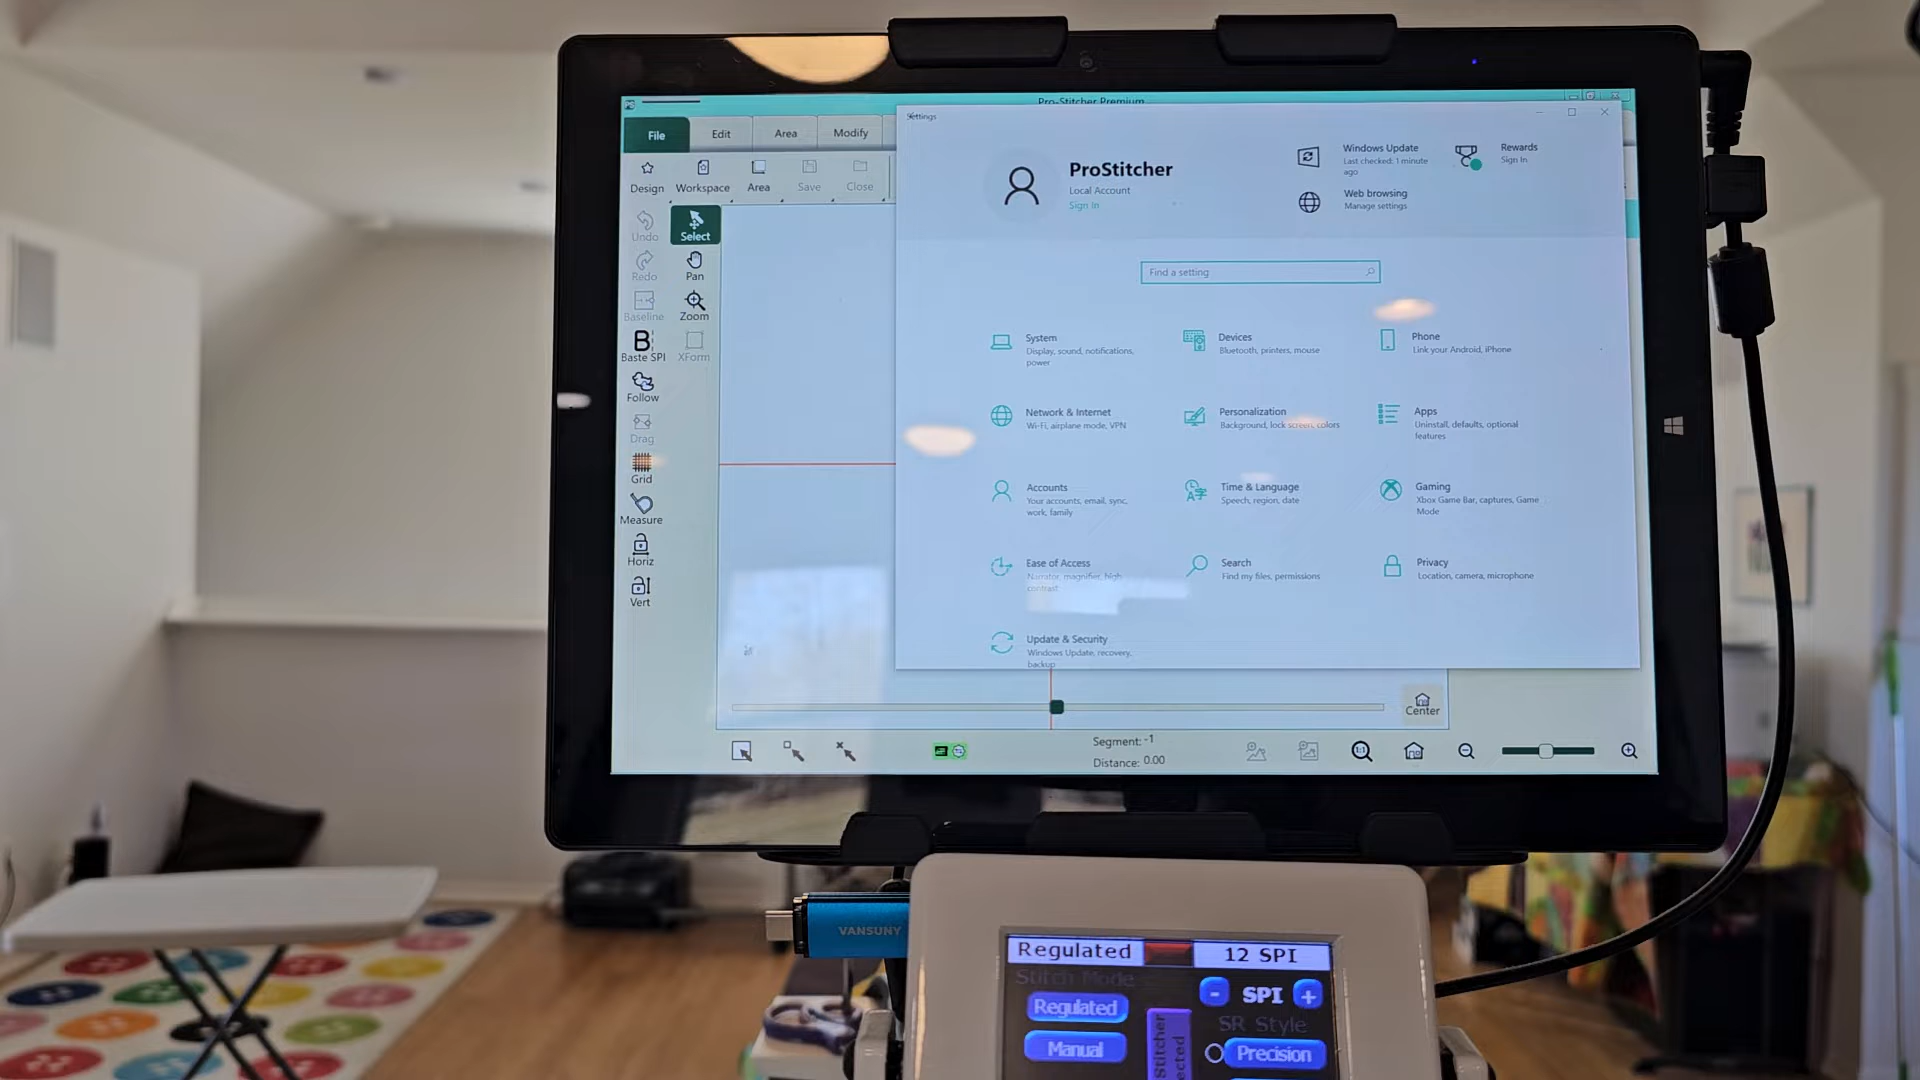 Pro-Stitcher Premium
File
Edit
Area
Modify
Design
Workspace
Area
Save
Close
Undo
Select
Redo
Pan
Baseline
Zoom
Baste SPI
XForm
Follow
Drag
Grid
Measure
Horiz
Vert
Settings
ProStitcher
Local Account
Sign In
Windows Update
Last checked: 1 minute
ago
Rewards
Sign In
Web browsing
Manage settings
Find a setting
System
Display, sound, notifications,
power
Devices
Bluetooth, printers, mouse
Phone
Link your Android, iPhone
Network & Internet
Wi-Fi, airplane mode, VPN
Personalization
Background, lock screen, colors
Apps
Uninstall, defaults, optional
features
Accounts
Your accounts, email, sync,
work, family
Time & Language
Speech, region, date
Gaming
Xbox Game Bar, captures, Game
Mode
Ease of Access
Narrator, magnifier, high
contrast
Search
Find my files, permissions
Privacy
Location, camera, microphone
Update & Security
Windows Update, recovery,
backup
Center
Segment: -1
Distance: 0.00
1:1
VANSUNY
Regulated
12 SPI
Stitch Mode
- SPI +
Regulated
SR Style
Manual
Precision
Stitcher